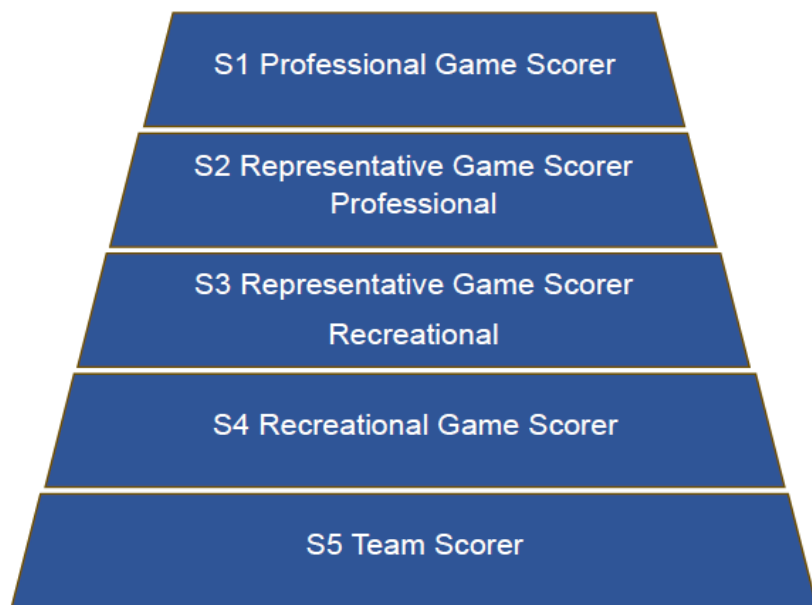 S1 Professional Game Scorer
S2 Representative Game Scorer
Professional
S3 Representative Game Scorer
Recreational
S4 Recreational Game Scorer
S5 Team Scorer